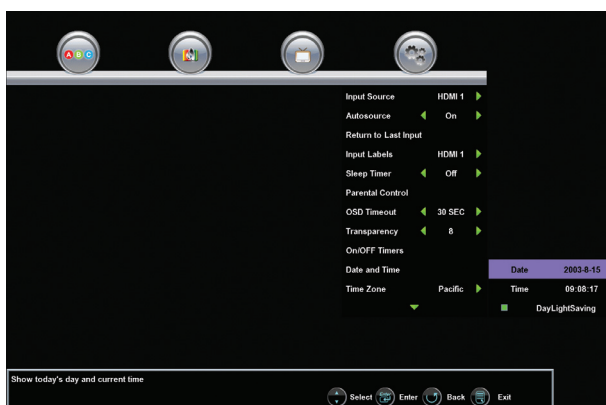 ABC
Input Source HDMI 1
Autosource On
Return to Last Input
Input Labels HDMI 1
Sleep Timer Off
Parental Control
OSD Timeout 30 SEC
Transparency 8
On/OFF Timers
Date and Time
Date 2003-8-15
Time Zone Pacific
Time 09:08:17
DayLightSaving
Show today's day and current time
Select Enter Back Exit